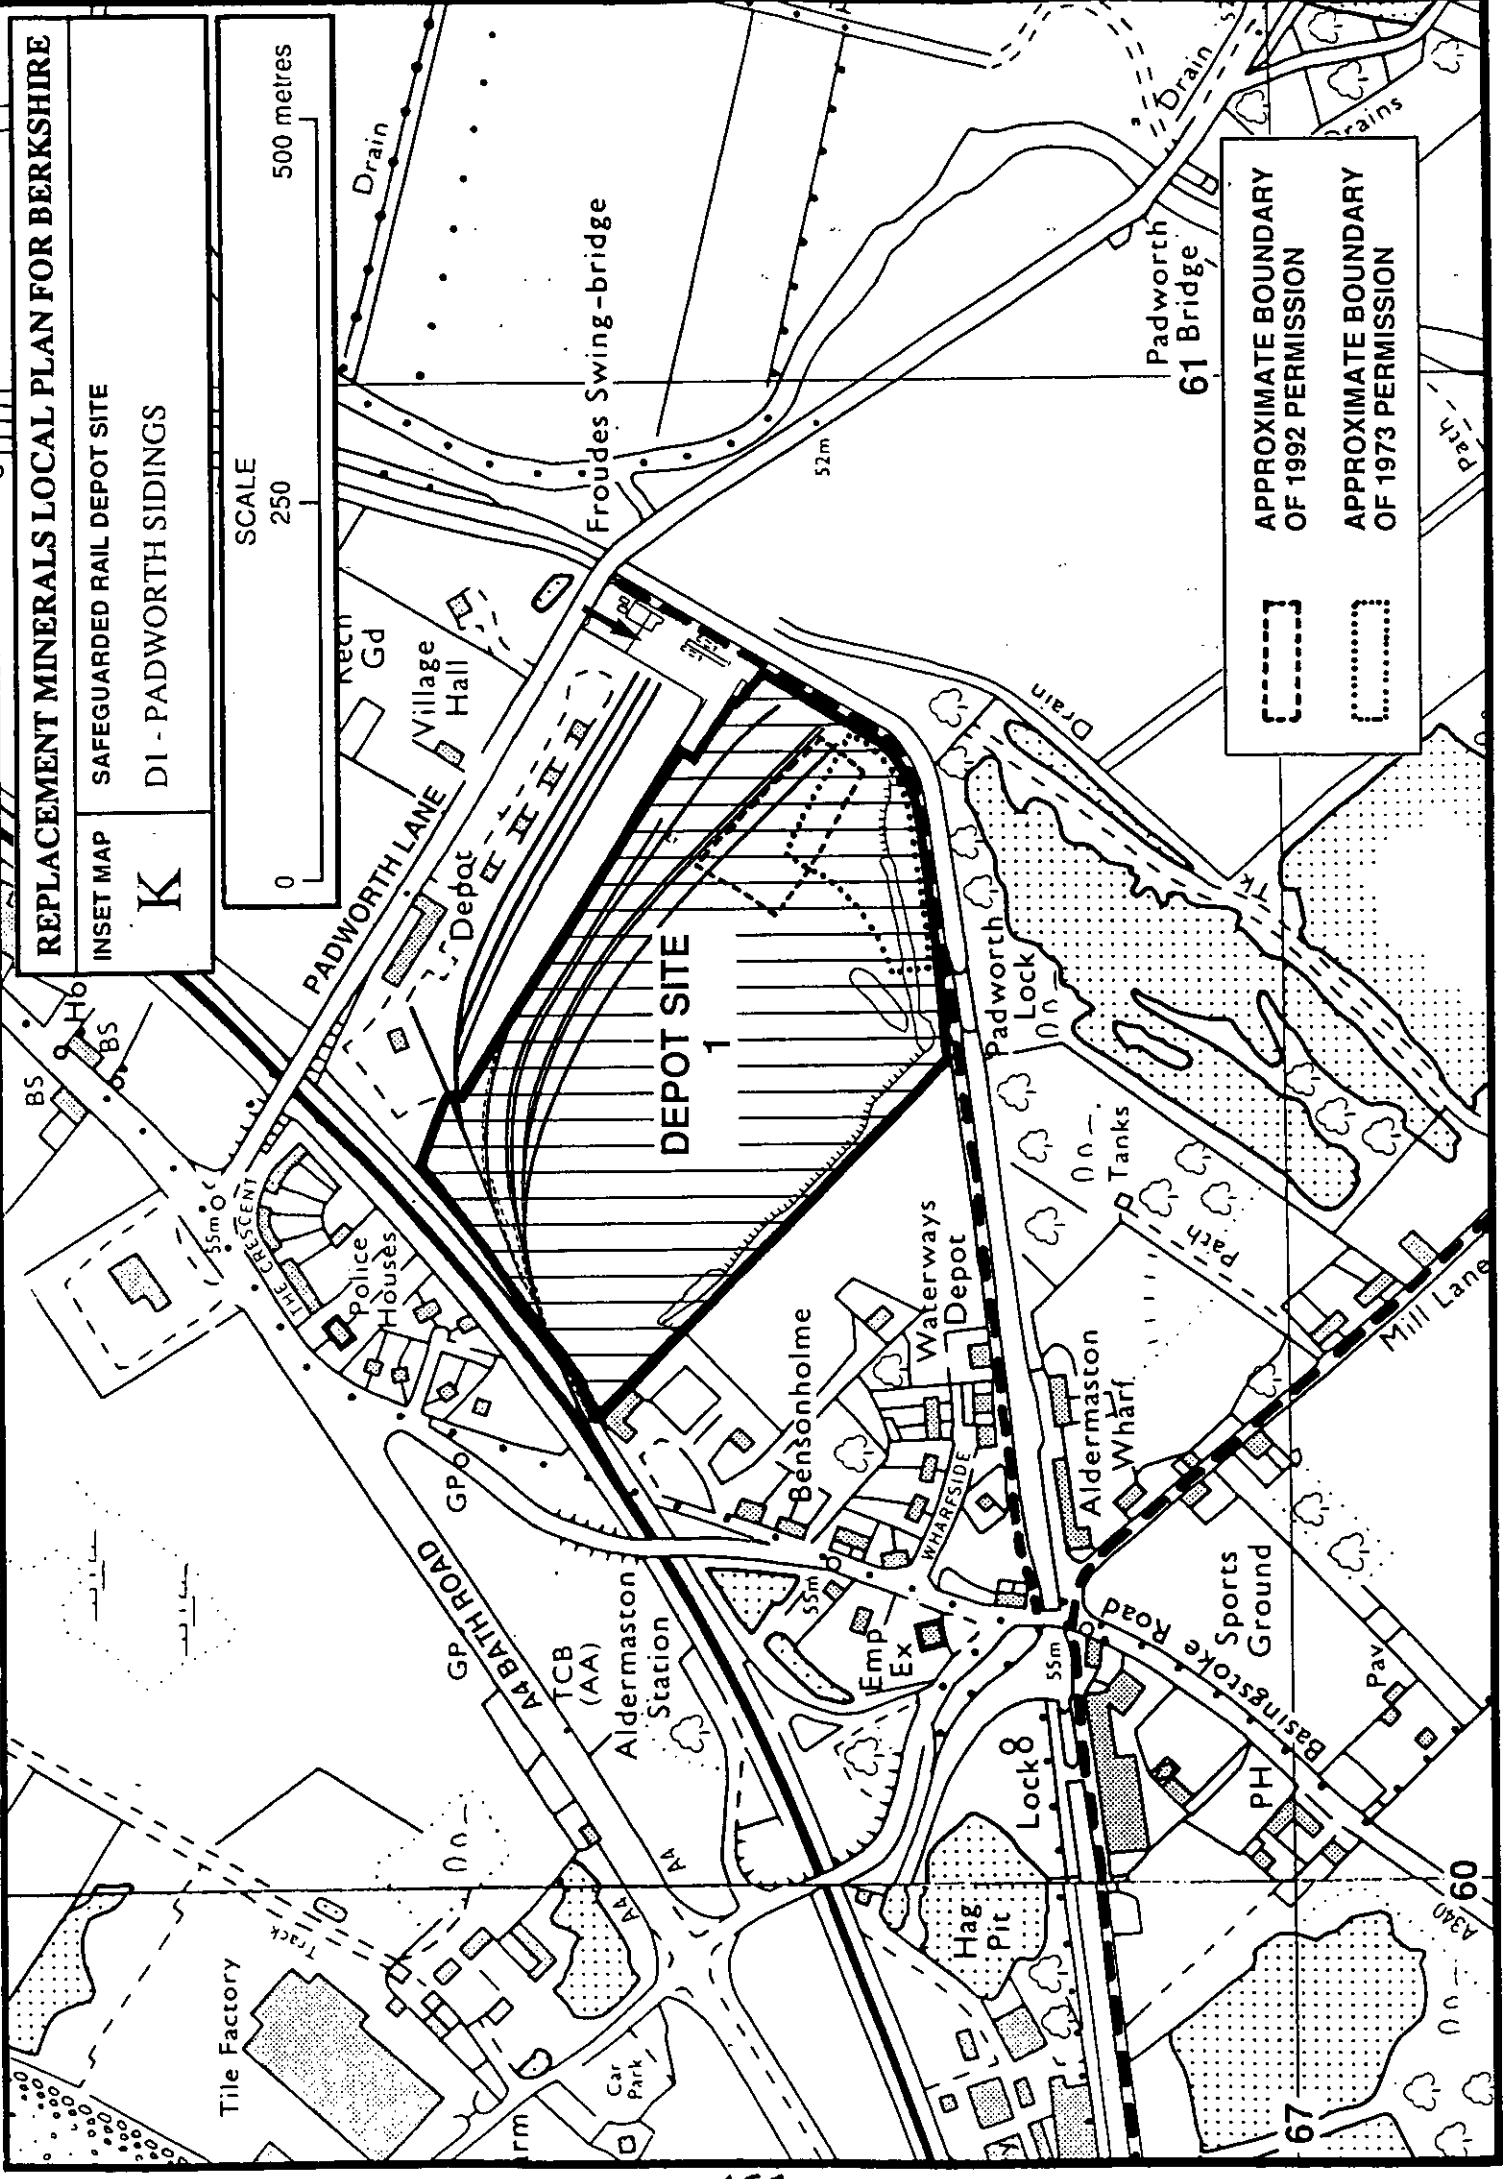 REPLACEMENT MINERALS LOCAL PLAN FOR BERKSHIRE
INSET MAP
K
SAFEGUARDED RAIL DEPOT SITE
D1 - PADWORTH SIDINGS
SCALE
0
250
500 metres
Drain
BS
BS
Ho
PADWORTH LANE
Gd
Village
Hall
Froudes Swing-bridge
Depot
55m
THE CRESCENT
Police
Houses
GP
A4 BATH ROAD
GP
TCB
(AA)
Aldermaston
Station
A4
A4
Track
Tile Factory
Car
Park
arm
DEPOT SITE
1
52m
Drain
Drains
Padworth
Bridge
61
Drain
Padworth
Lock
Tk
Tanks
Path
Path
Waterways
Depot
Bensonholme
WHARFSIDE
55m
Emp
Ex
Aldermaston
Wharf
Mill Lane
55m
Basingstoke Road
Sports
Ground
Pav
PH
Lock
Hag
Pit
A340
60
67
APPROXIMATE BOUNDARY
OF 1992 PERMISSION
APPROXIMATE BOUNDARY
OF 1973 PERMISSION